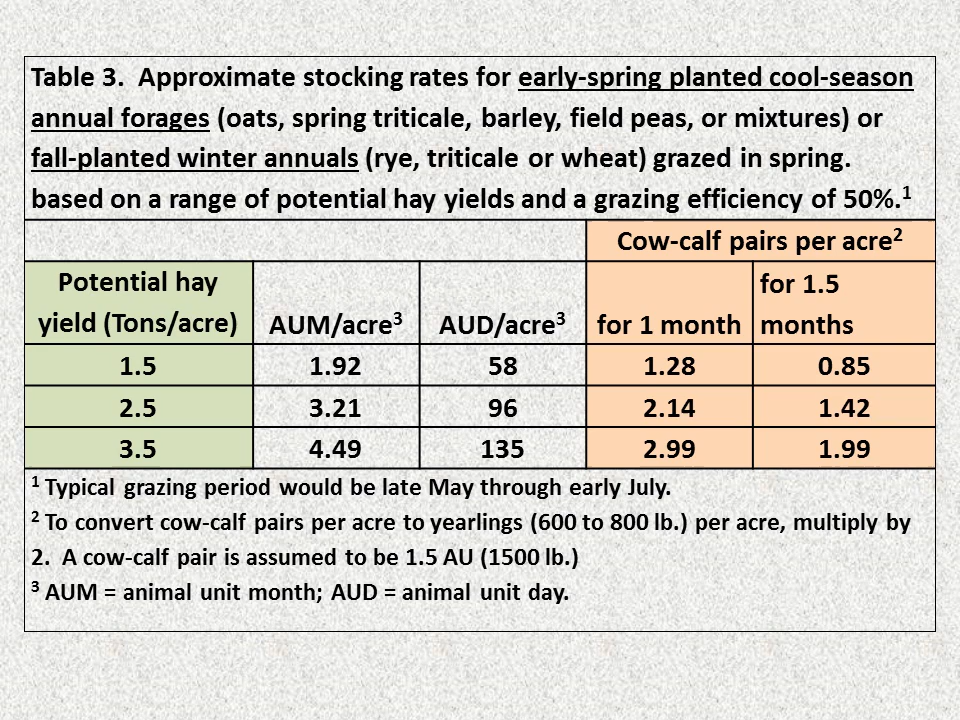 Table 3.  Approximate stocking rates for early-spring planted cool-season
annual forages (oats, spring triticale, barley, field peas, or mixtures) or
fall-planted winter annuals (rye, triticale or wheat) grazed in spring.
based on a range of potential hay yields and a grazing efficiency of 50%.¹
Cow-calf pairs per acre²
Potential hay
yield (Tons/acre) AUM/acre³ AUD/acre³ for 1 month for 1.5
months
1.5 1.92 58 1.28 0.85
2.5 3.21 96 2.14 1.42
3.5 4.49 135 2.99 1.99
¹ Typical grazing period would be late May through early July.
² To convert cow-calf pairs per acre to yearlings (600 to 800 lb.) per acre, multiply by
2.  A cow-calf pair is assumed to be 1.5 AU (1500 lb.)
³ AUM = animal unit month; AUD = animal unit day.